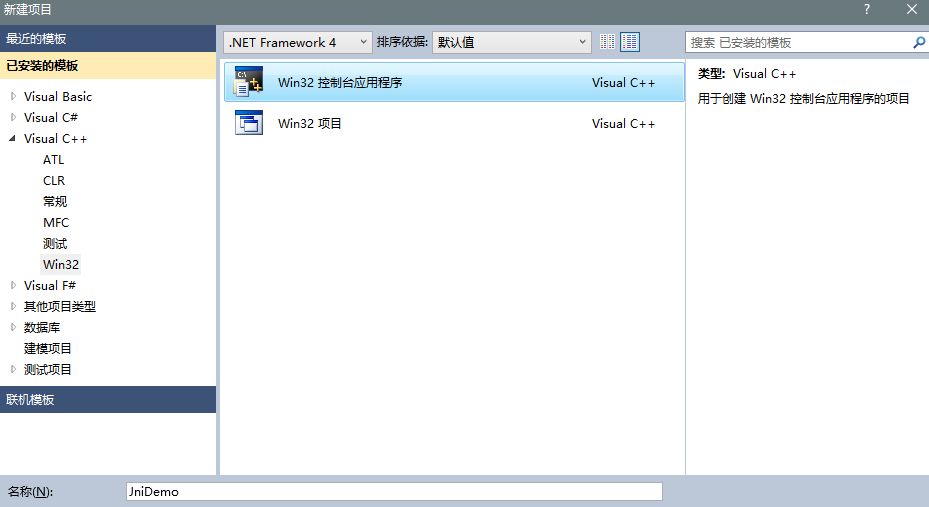 新建项目
?
最近的模板
.NET Framework 4
排序依据:
默认值
搜索 已安装的模板
已安装的模板
Visual Basic
Visual C#
Visual C++
ATL
CLR
常规
MFC
测试
Win32
Visual F#
其他项目类型
数据库
建模项目
测试项目
联机模板
C:\
Win32 控制台应用程序 Visual C++
Win32 项目 Visual C++
类型: Visual C++
用于创建 Win32 控制台应用程序的项目
名称(N): JniDemo